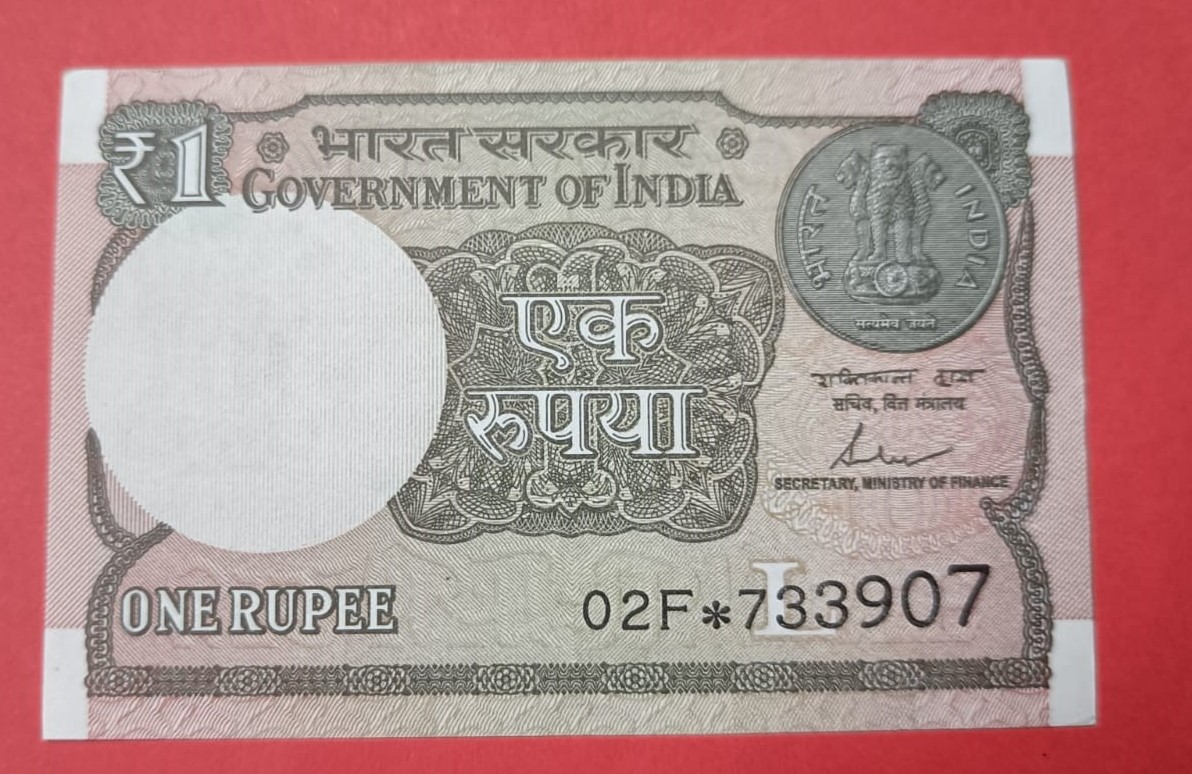 ₹1
भारत सरकार
GOVERNMENT OF INDIA
भारत INDIA
सत्यमेव जयते
एक
रुपया
शक्तिकान्त दास
सचिव, वित्त मंत्रालय
SECRETARY, MINISTRY OF FINANCE
ONE RUPEE
L
02F*733907